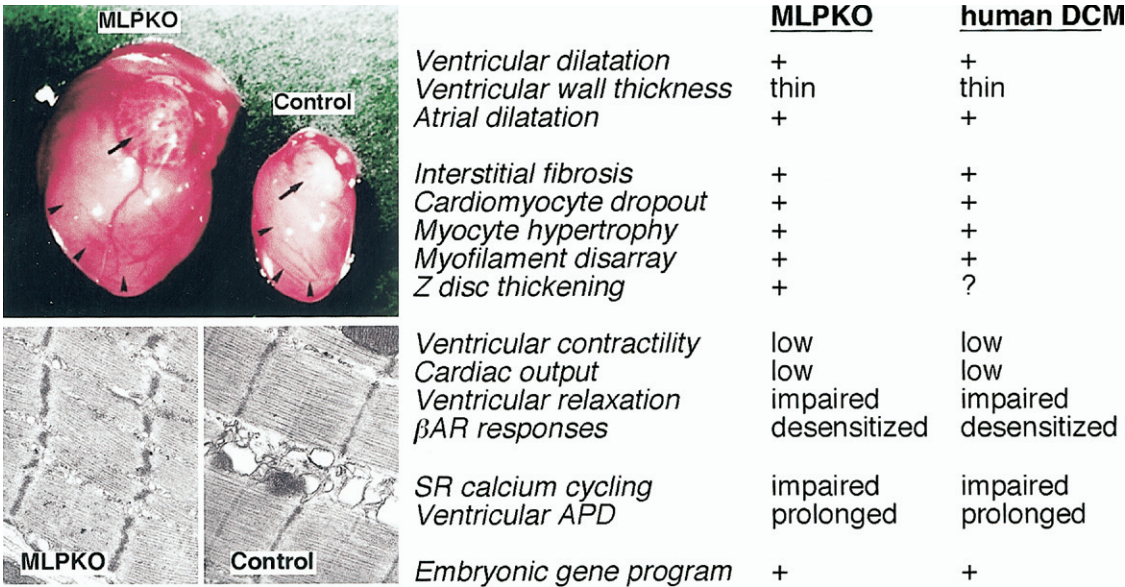 MLPKO
Control
MLPKO
Control
MLPKO human DCM
Ventricular dilatation + +
Ventricular wall thickness thin thin
Atrial dilatation + +
Interstitial fibrosis + +
Cardiomyocyte dropout + +
Myocyte hypertrophy + +
Myofilament disarray + +
Z disc thickening + ?
Ventricular contractility low low
Cardiac output low low
Ventricular relaxation impaired impaired
βAR responses desensitized desensitized
SR calcium cycling impaired impaired
Ventricular APD prolonged prolonged
Embryonic gene program + +